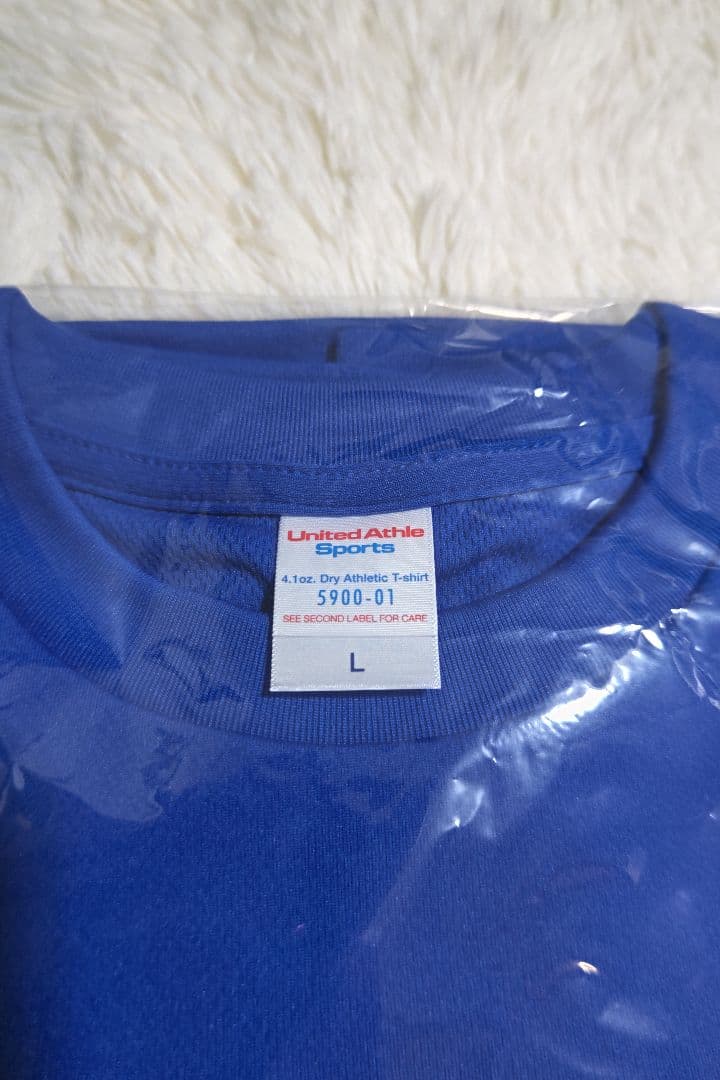 United Athle
Sports
4.1oz. Dry Athletic T-shirt
5900-01
SEE SECOND LABEL FOR CARE
L